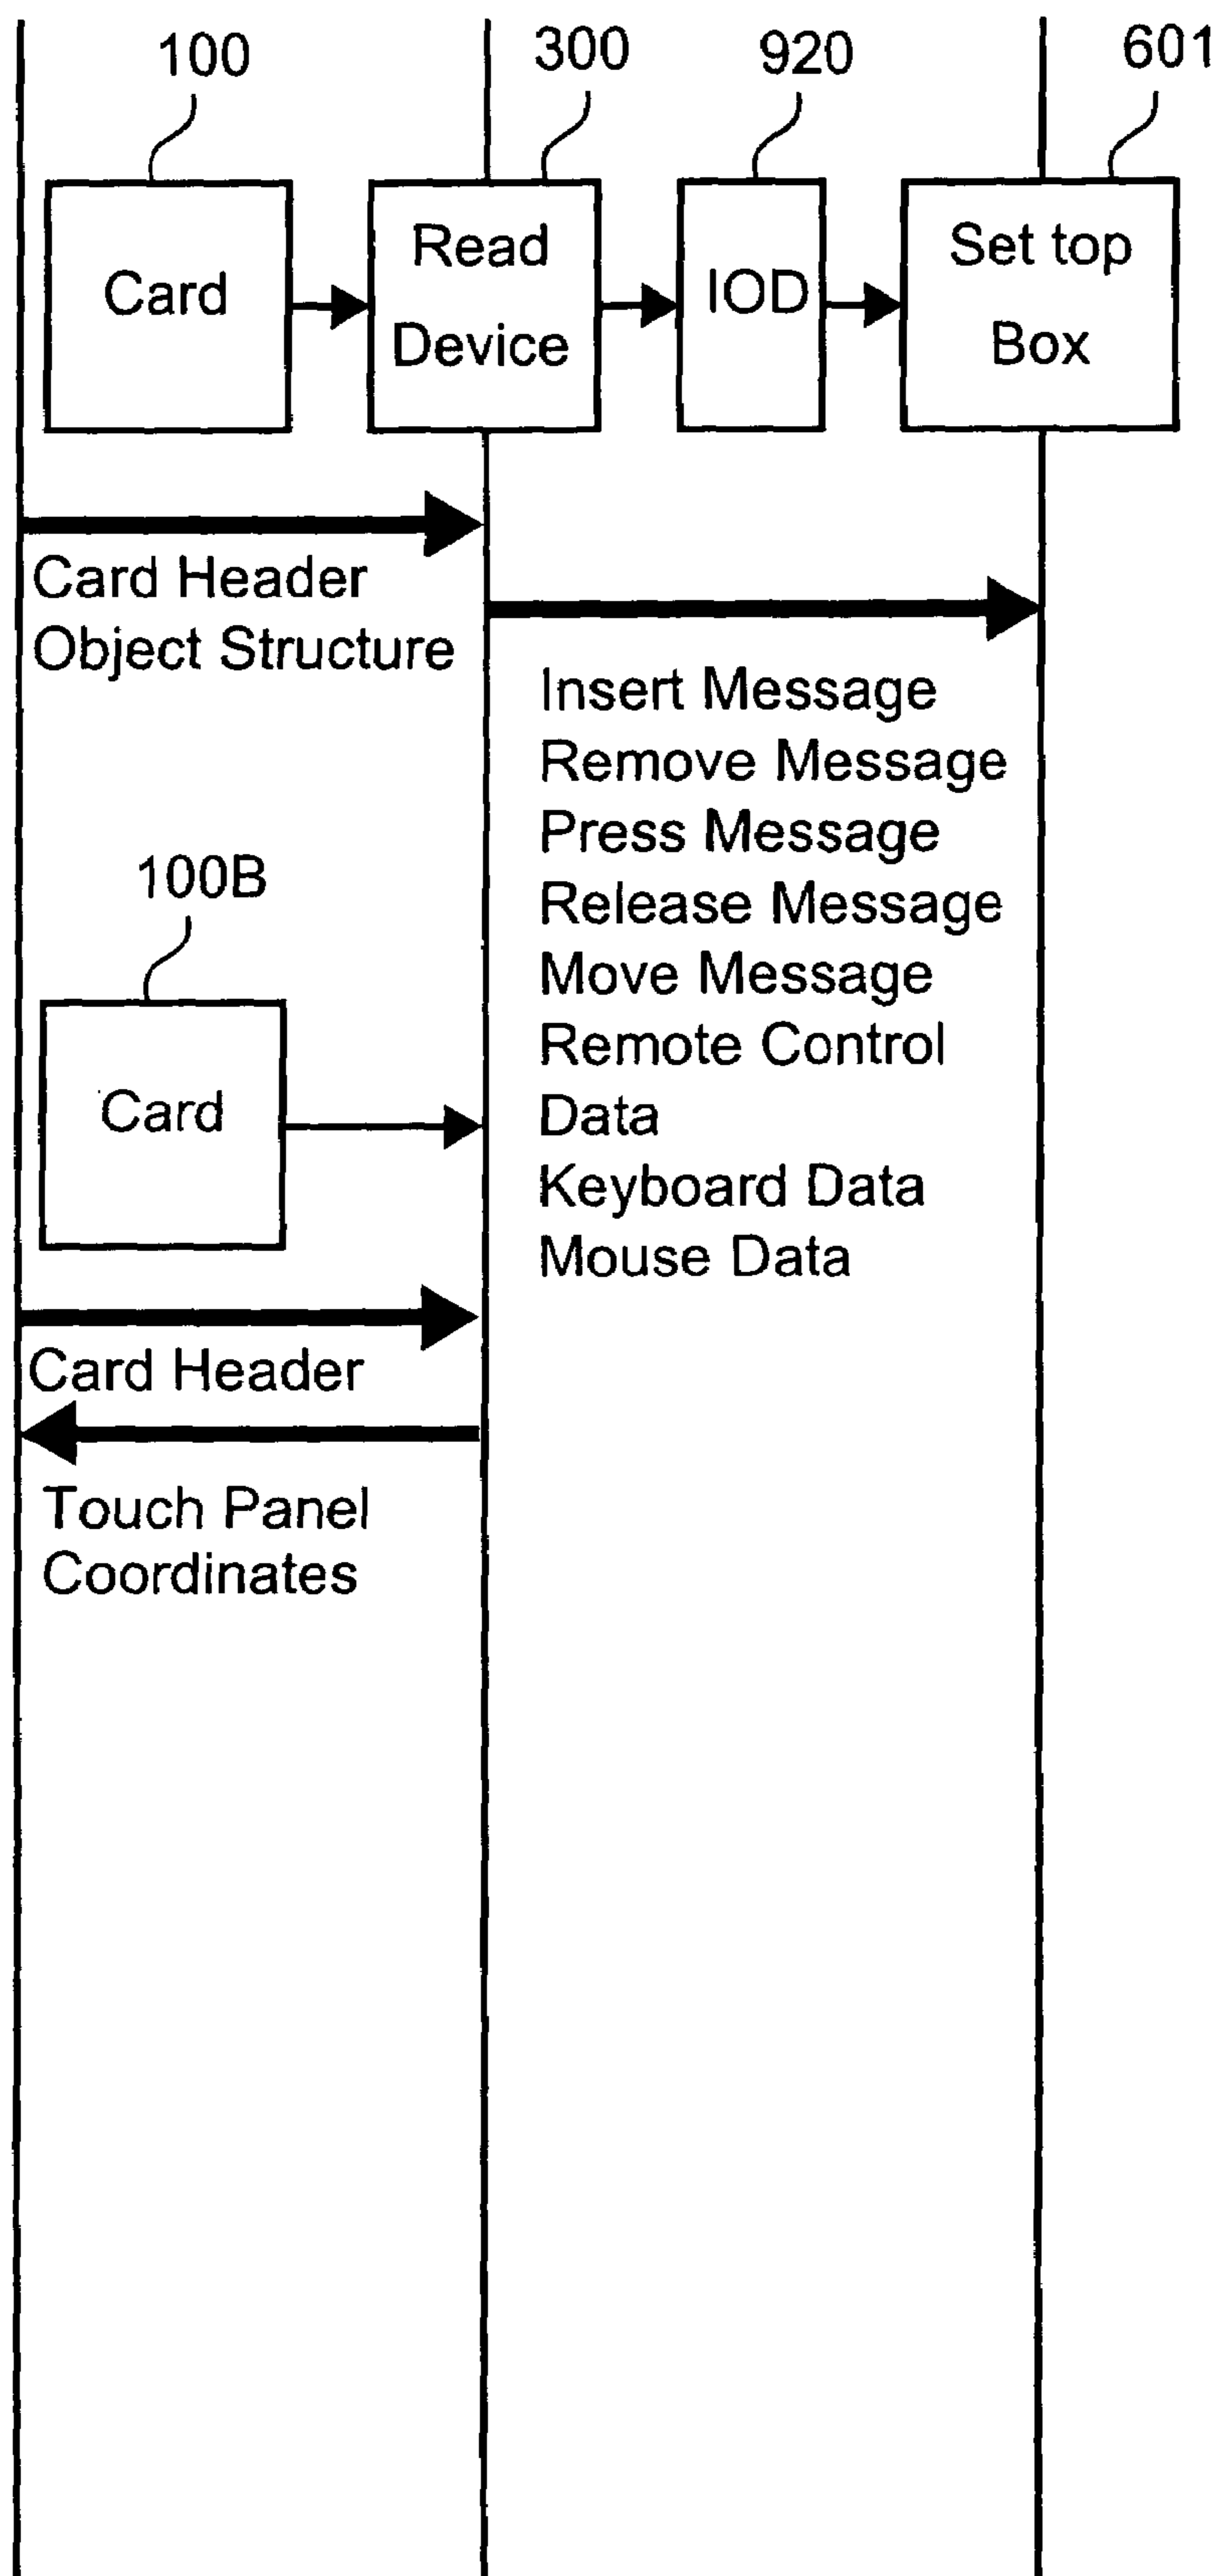 100
300
920
601
Card
Read
Device
IOD
Set top
Box
Card Header
Object Structure
Insert Message
Remove Message
Press Message
Release Message
Move Message
Remote Control
Data
Keyboard Data
Mouse Data
100B
Card
Card Header
Touch Panel
Coordinates